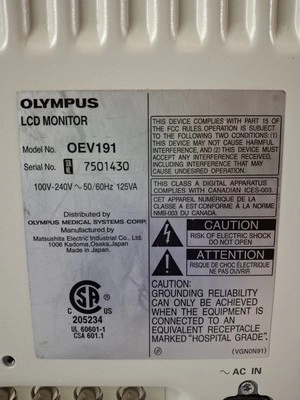 OLYMPUS
LCD MONITOR
Model No. OEV191
Serial No. 7501430
100V-240V ~ 50/60Hz 125VA
Distributed by
OLYMPUS MEDICAL SYSTEMS CORP.
Manufactured by
Matsushita Electric Industrial Co., Ltd.
1006 Kadoma, Osaka, Japan
Made in Japan.
CSA
®
205234
UL 60601-1
CSA 601.1
THIS DEVICE COMPLIES WITH PART 15 OF
THE FCC RULES.OPERATION IS SUBJECT
TO THE FOLLOWING TWO CONDITIONS: (1)
THIS DEVICE MAY NOT CAUSE HARMFUL
INTERFERENCE, AND (2) THIS DEVICE MUST
ACCEPT ANY INTERFERENCE RECEIVED,
INCLUDING INTERFERENCE THAT MAY
CAUSE UNDESIRED OPERATION.
THIS CLASS A DIGITAL APPARATUS
COMPLIES WITH CANADIAN ICES-003.
CET APPAREIL NUMÉRIQUE DE LA
CLASSE A EST CONFORME À LA NORME
NMB-003 DU CANADA.
CAUTION
RISK OF ELECTRIC SHOCK
DO NOT OPEN
ATTENTION
RISQUE DE CHOC ÉLECTRIQUE
NE PAS OUVRIR
CAUTION:
GROUNDING RELIABILITY
CAN ONLY BE ACHIEVED
WHEN THE EQUIPMENT IS
CONNECTED TO AN
EQUIVALENT RECEPTACLE
MARKED "HOSPITAL GRADE".
(VGN0N91)
~ AC IN